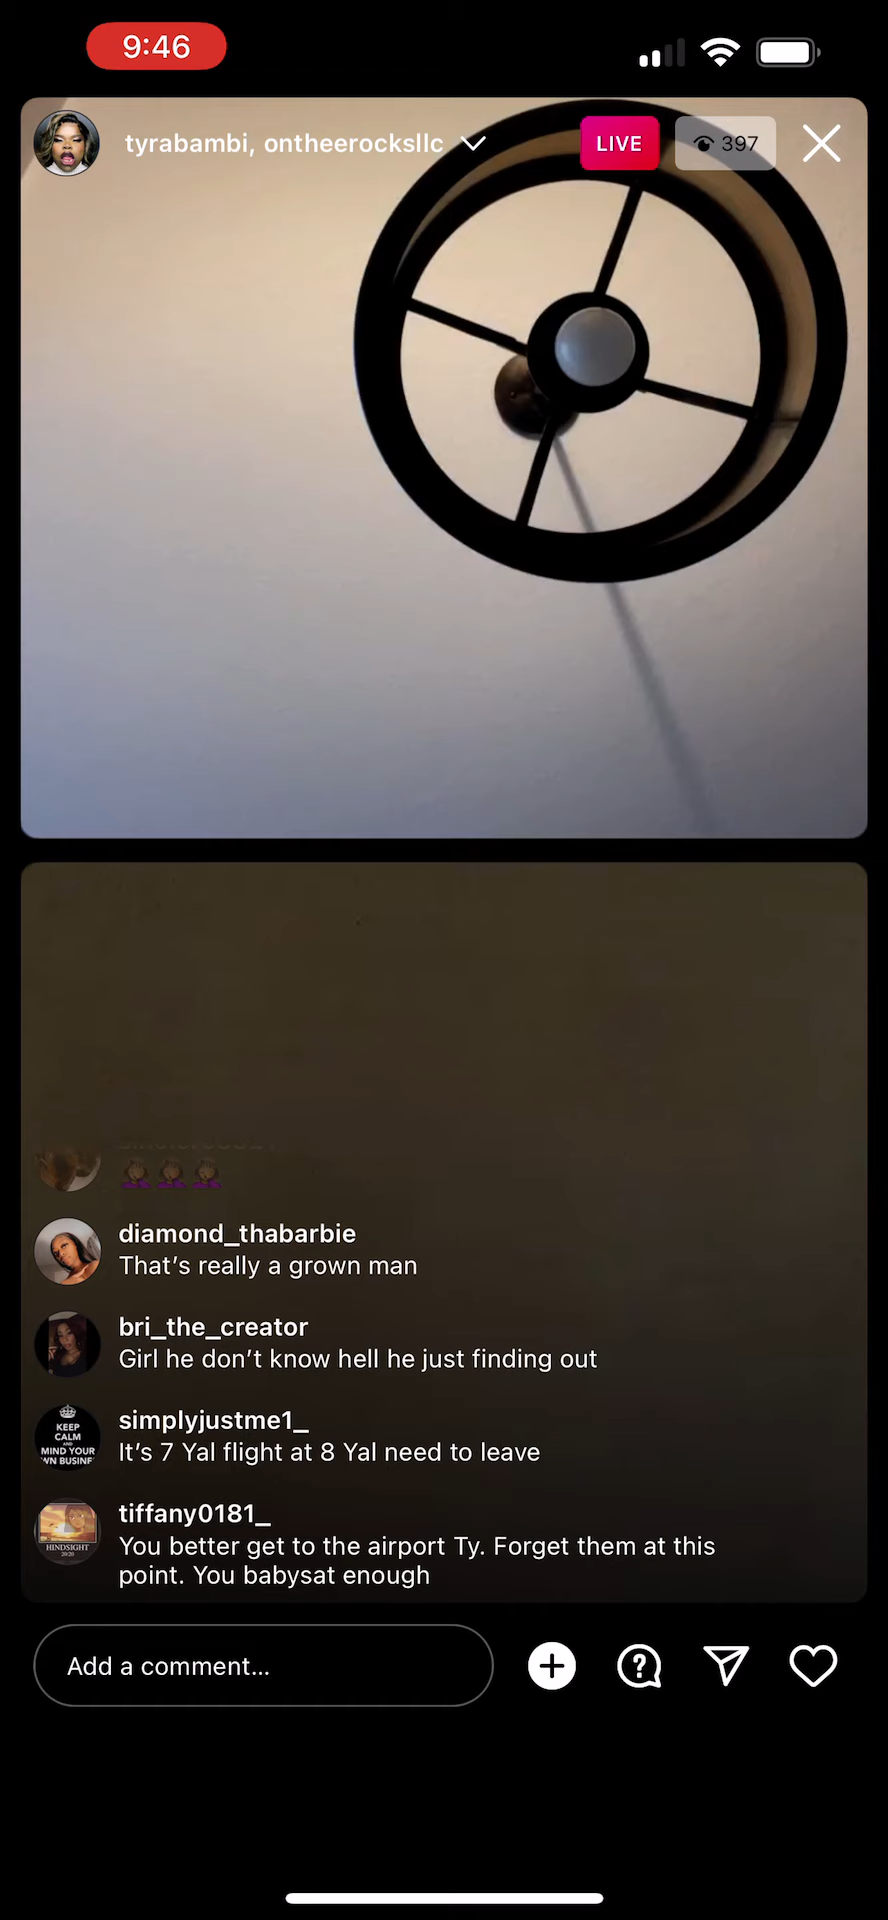 9:46
tyrabambi, ontheerocksllc
LIVE
397
diamond_thabarbie
That’s really a grown man
bri_the_creator
Girl he don’t know hell he just finding out
KEEP
CALM
AND
MIND YOUR
WN BUSINE
simplyjustme1_
It’s 7 Yal flight at 8 Yal need to leave
HINDSIGHT
20/20
tiffany0181_
You better get to the airport Ty. Forget them at this
point. You babysat enough
Add a comment...